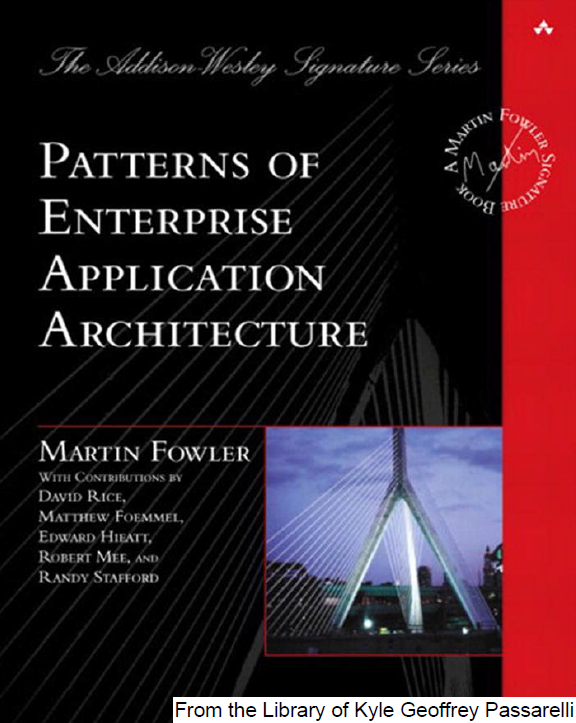 The Addison-Wesley Signature Series
A MARTIN FOWLER SIGNATURE BOOK
Martin
PATTERNS OF
ENTERPRISE
APPLICATION
ARCHITECTURE
MARTIN FOWLER
WITH CONTRIBUTIONS BY
DAVID RICE,
MATTHEW FOEMMEL,
EDWARD HIEATT,
ROBERT MEE, AND
RANDY STAFFORD
From the Library of Kyle Geoffrey Passarelli